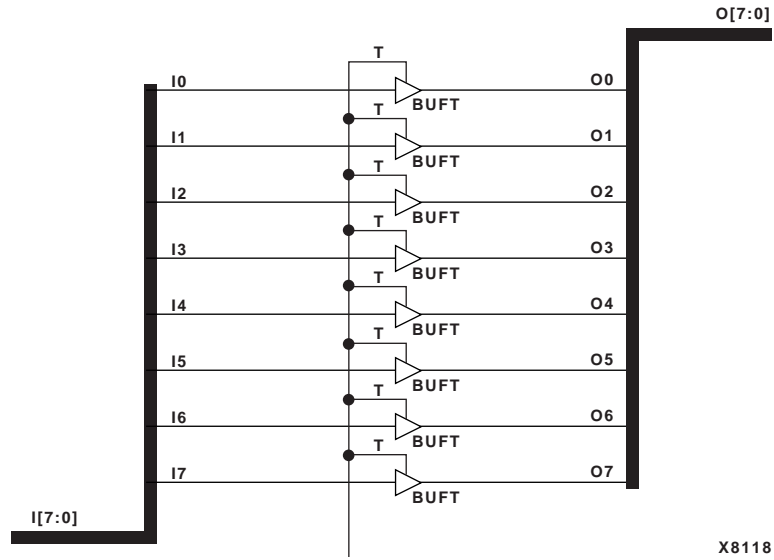 O[7:0]
T
I0 O0
BUFT
T
I1 O1
BUFT
T
I2 O2
BUFT
T
I3 O3
BUFT
T
I4 O4
BUFT
T
I5 O5
BUFT
T
I6 O6
BUFT
T
I7 O7
BUFT
I[7:0]
X8118